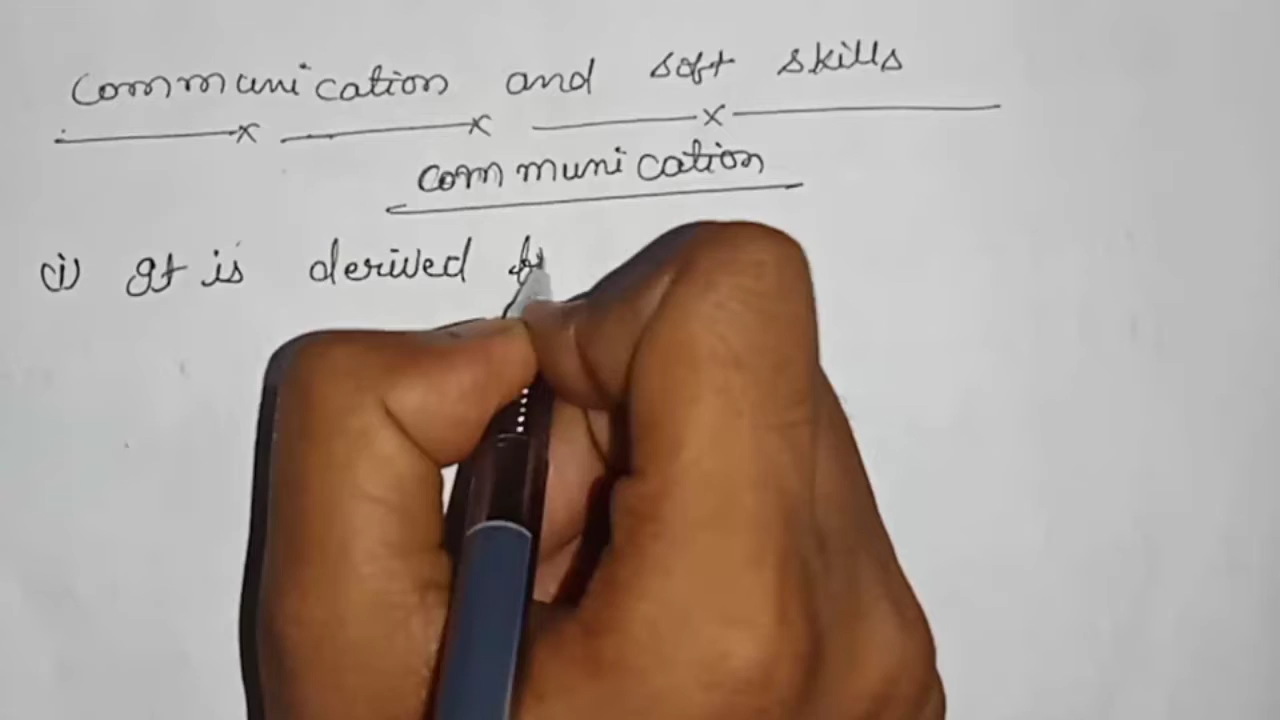 communication and soft skills
communication
(i) It is derived